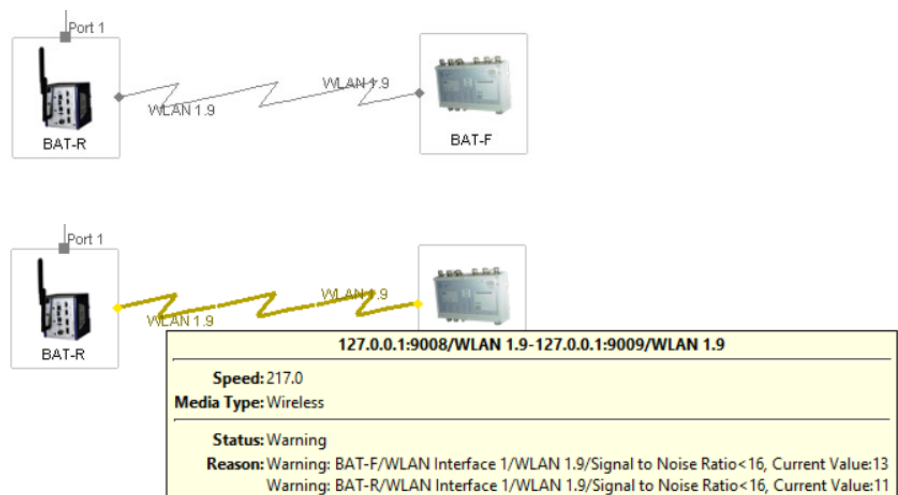 Port 1
WLAN 1.9
WLAN 1.9
BAT-R
BAT-F
Port 1
WLAN 1.9
WLAN 1.9
BAT-R
127.0.0.1:9008/WLAN 1.9-127.0.0.1:9009/WLAN 1.9
Speed: 217.0
Media Type: Wireless
Status: Warning
Reason: Warning: BAT-F/WLAN Interface 1/WLAN 1.9/Signal to Noise Ratio<16, Current Value:13
Warning: BAT-R/WLAN Interface 1/WLAN 1.9/Signal to Noise Ratio<16, Current Value:11